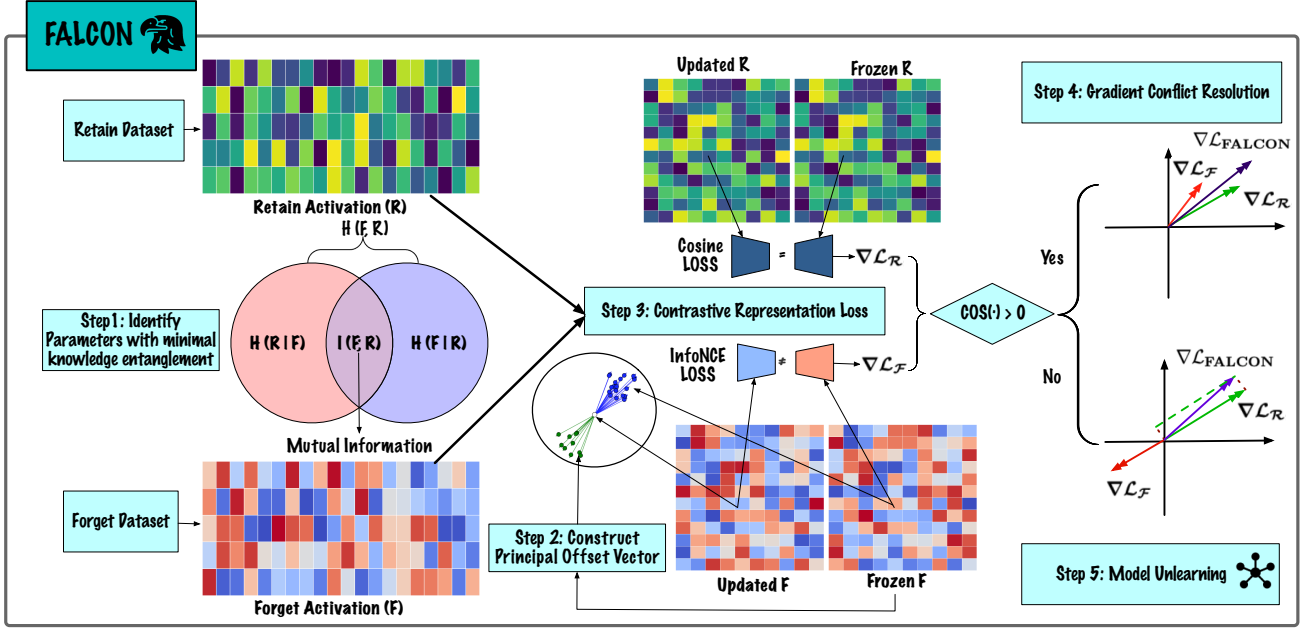 FALCON
Retain Dataset
Retain Activation (R)
H (F, R)
Step1: Identify
Parameters with minimal
knowledge entanglement
H (R | F)
I (F, R)
H (F | R)
Mutual Information
Forget Dataset
Forget Activation (F)
Updated R
Frozen R
Cosine
LOSS
=
∇ℒ_ℛ
Step 3: Contrastive Representation Loss
InfoNCE
LOSS
≠
∇ℒ_ℱ
Step 2: Construct
Principal Offset Vector
Updated F
Frozen F
COS(·) > 0
Yes
No
Step 4: Gradient Conflict Resolution
∇ℒ_FALCON
∇ℒ_ℱ
∇ℒ_ℛ
∇ℒ_FALCON
∇ℒ_ℛ
∇ℒ_ℱ
Step 5: Model Unlearning